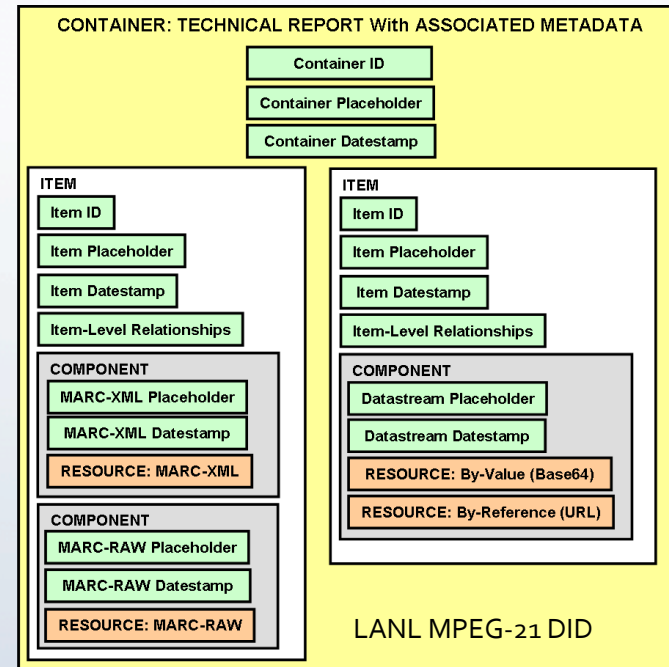 CONTAINER: TECHNICAL REPORT With ASSOCIATED METADATA
Container ID
Container Placeholder
Container Datestamp
ITEM
Item ID
Item Placeholder
Item Datestamp
Item-Level Relationships
COMPONENT
MARC-XML Placeholder
MARC-XML Datestamp
RESOURCE: MARC-XML
COMPONENT
MARC-RAW Placeholder
MARC-RAW Datestamp
RESOURCE: MARC-RAW
ITEM
Item ID
Item Placeholder
Item Datestamp
Item-Level Relationships
COMPONENT
Datastream Placeholder
Datastream Datestamp
RESOURCE: By-Value (Base64)
RESOURCE: By-Reference (URL)
LANL MPEG-21 DID